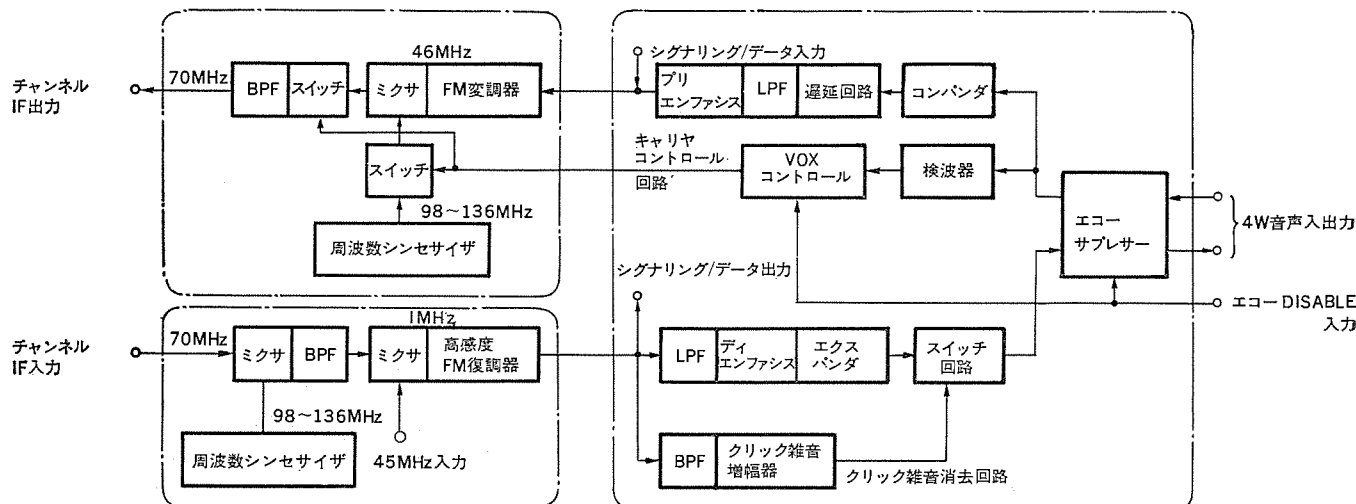 チャンネル
IF出力
70MHz
BPF
スイッチ
46MHz
ミクサ
FM変調器
スイッチ
98～136MHz
周波数シンセサイザ
シグナリング/データ入力
プリ
エンファシス
LPF
遅延回路
コンパンダ
キャリヤ
コントロール
回路
VOX
コントロール
検波器
エコー
サプレサー
4W音声入出力
エコーDISABLE
入力
チャンネル
IF入力
70MHz
ミクサ
BPF
1MHz
ミクサ
高感度
FM復調器
98～136MHz
周波数シンセサイザ
45MHz入力
シグナリング/データ出力
LPF
ディ
エンファシス
エクス
パンダ
スイッチ
回路
BPF
クリック雑音
増幅器
クリック雑音消去回路